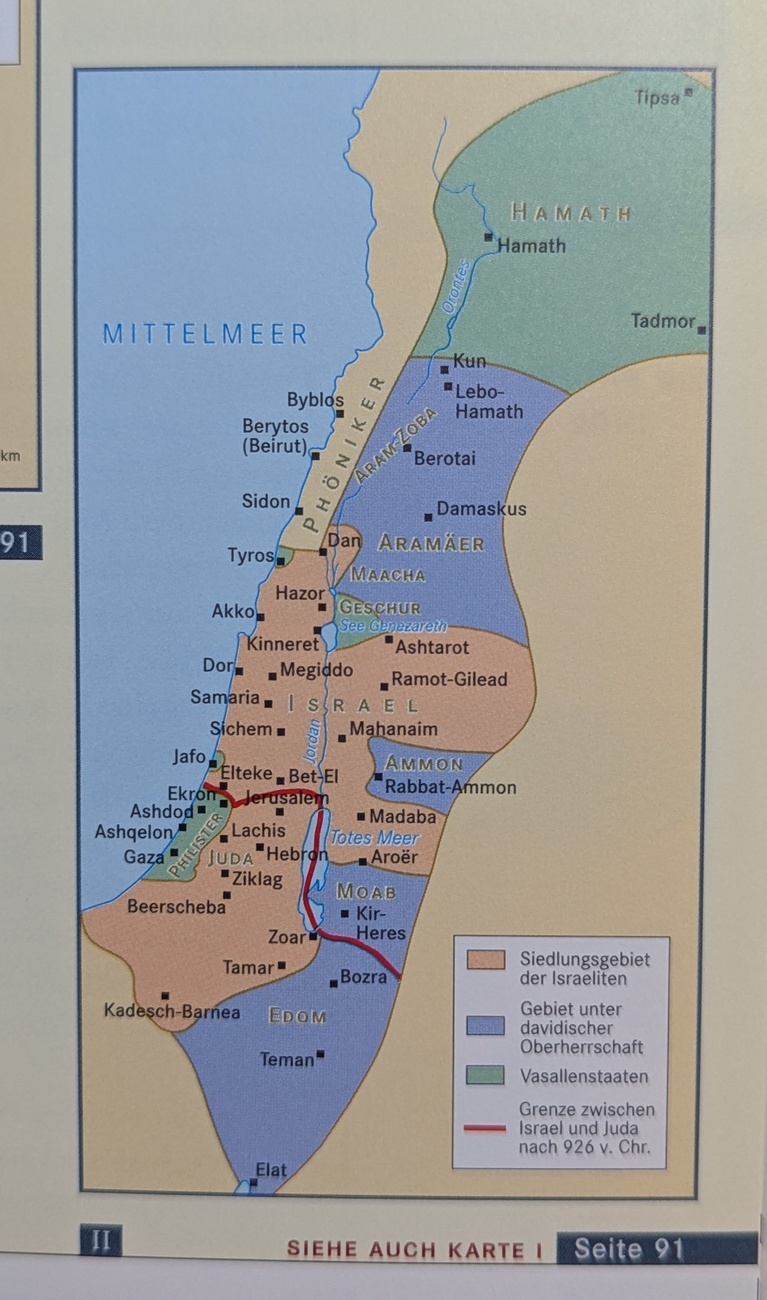 Tipsa
HAMATH
Hamath
Orontes
Tadmor
MITTELMEER
Kun
Lebo-
Hamath
Byblos
PHÖNIKER
ARAM-ZOBA
Berytos
(Beirut)
Berotai
Sidon
Damaskus
Dan
ARAMÄER
Tyros
MAACHA
Hazor
GESCHUR
Akko
See Genezareth
Kinneret
Ashtarot
Dor
Megiddo
Ramot-Gilead
Samaria
ISRAEL
Sichem
Jordan
Mahanaim
Jafo
AMMON
Elteke
Bet-El
Rabbat-Ammon
Ekron
Jerusalem
Ashdod
Madaba
Ashqelon
PHILISTER
Lachis
Totes Meer
Gaza
JUDA
Hebron
Aroër
Ziklag
MOAB
Beerscheba
Kir-
Heres
Zoar
Tamar
Bozra
Kadesch-Barnea
EDOM
Teman
Elat
Siedlungsgebiet
der Israeliten
Gebiet unter
davidischer
Oberherrschaft
Vasallenstaaten
Grenze zwischen
Israel und Juda
nach 926 v. Chr.
km
91
II
SIEHE AUCH KARTE I
Seite 91